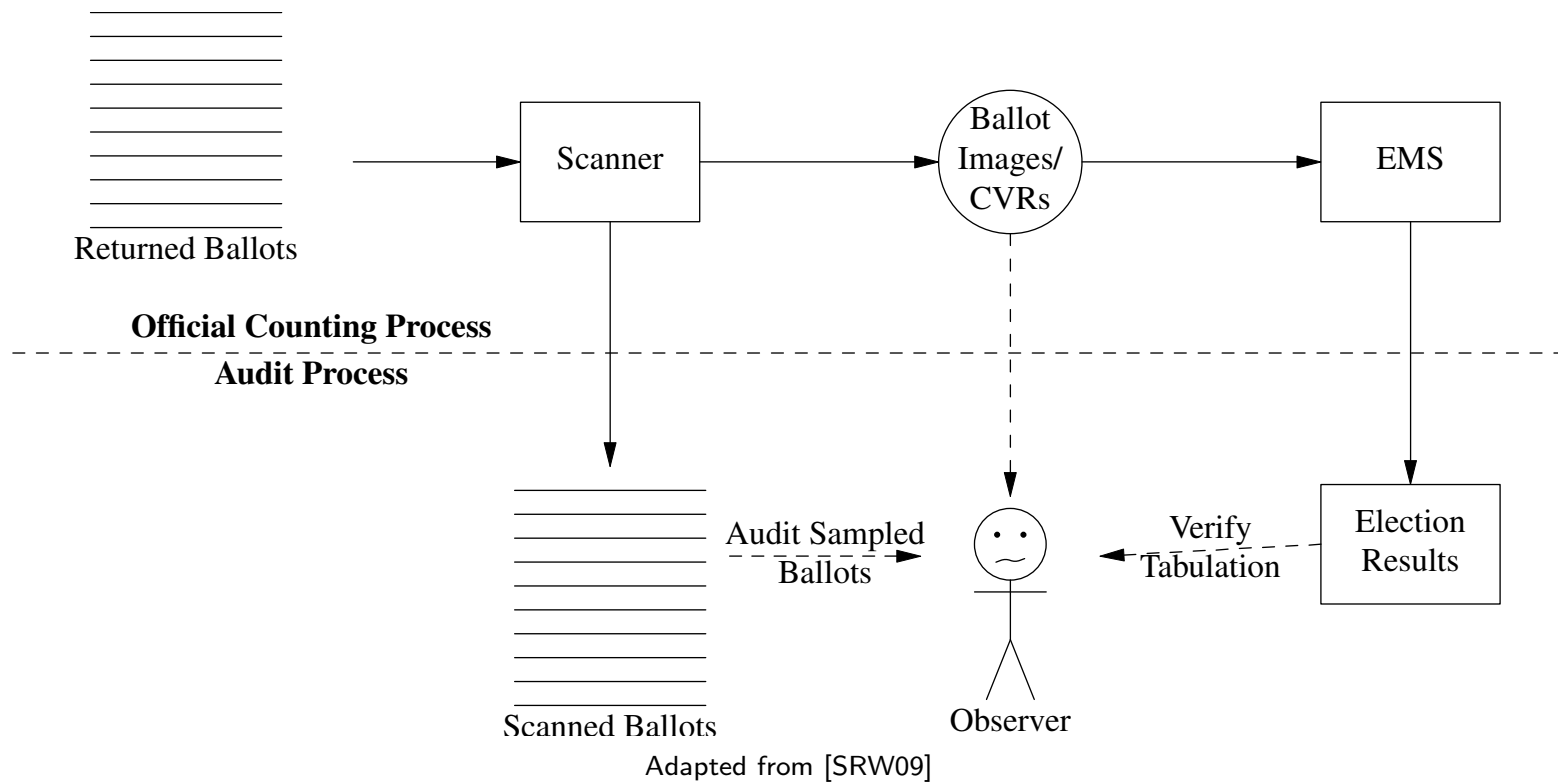 Returned Ballots
Scanner
Ballot
Images/
CVRs
EMS
Official Counting Process
Audit Process
Scanned Ballots
Audit Sampled
Ballots
Observer
Verify
Tabulation
Election
Results
Adapted from [SRW09]